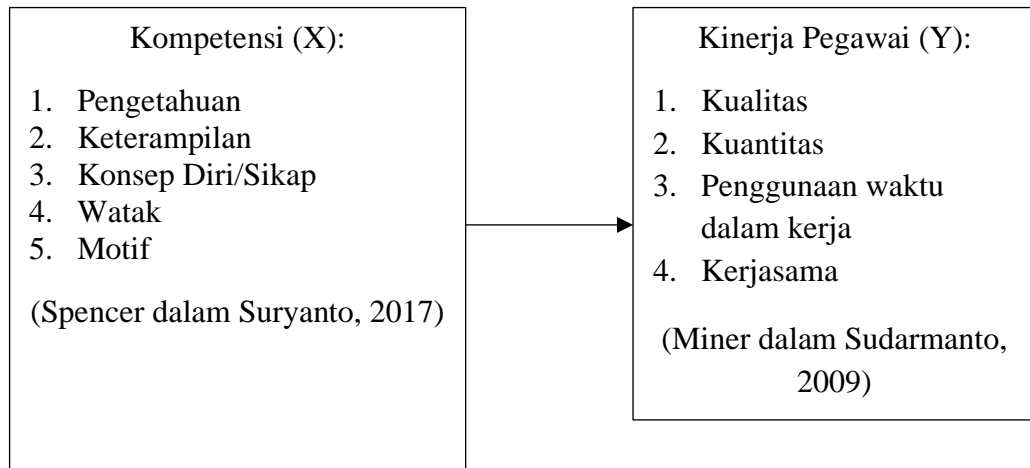 Kompetensi (X):
1. Pengetahuan
2. Keterampilan
3. Konsep Diri/Sikap
4. Watak
5. Motif
(Spencer dalam Suryanto, 2017)
Kinerja Pegawai (Y):
1. Kualitas
2. Kuantitas
3. Penggunaan waktu
dalam kerja
4. Kerjasama
(Miner dalam Sudarmanto,
2009)